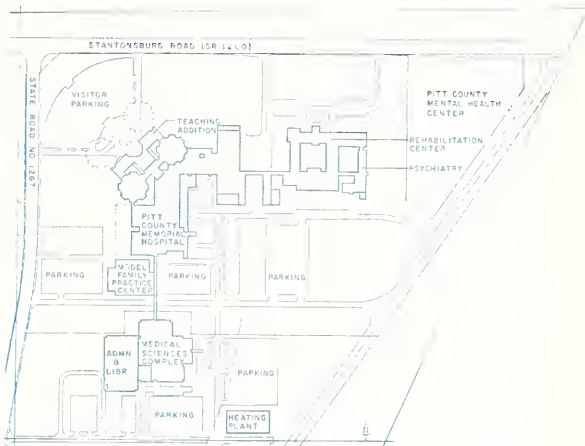 STANTONSBURG ROAD (SR 1200)
STATE ROAD NO 1267
VISITOR
PARKING
TEACHING
ADDITION
PITT COUNTY
MENTAL HEALTH
CENTER
REHABILITATION
CENTER
PSYCHIATRY
PITT
COUNTY
MEMORIAL
HOSPITAL
PARKING
MODEL
FAMILY
PRACTICE
CENTER
PARKING
PARKING
ADMN
&
LIBR
MEDICAL
SCIENCES
COMPLEX
PARKING
PARKING
HEATING
PLANT